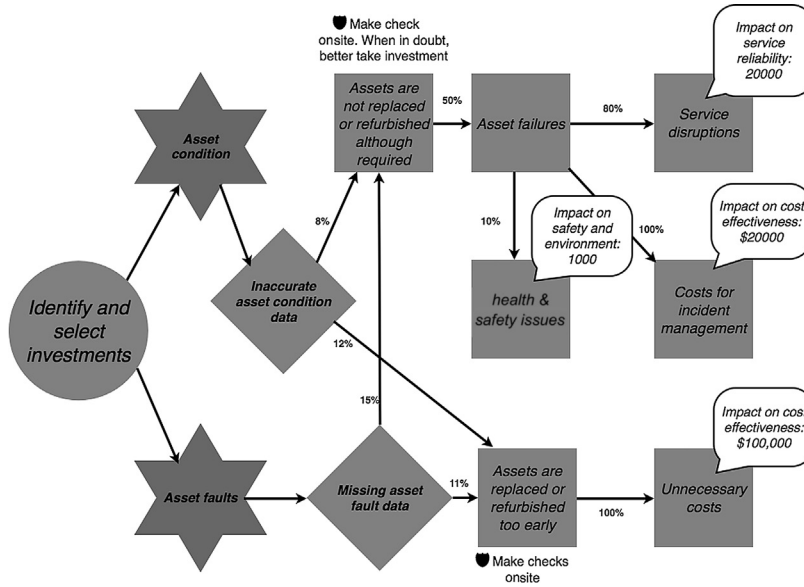 Make check
onsite. When in doubt,
better take investment
Impact on
service
reliability:
20000
Asset
condition
Assets are
not replaced
or refurbished
although
required
50%
Asset failures
80%
Service
disruptions
8%
10%
Impact on
safety and
environment:
1000
100%
Impact on cost
effectiveness:
$20000
Inaccurate
asset condition
data
health &
safety issues
Costs for
incident
management
Identify and
select
investments
12%
15%
Impact on cost
effectiveness:
$100,000
Asset faults
Missing asset
fault data
11%
Assets are
replaced or
refurbished
too early
100%
Unnecessary
costs
Make checks
onsite